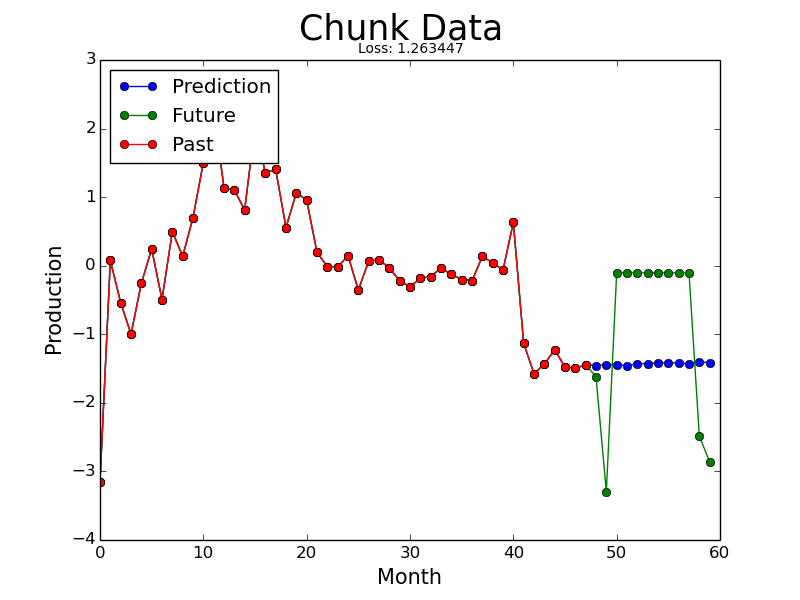 Chunk Data
Loss: 1.263447
Prediction
Future
Past
3
2
1
0
−1
−2
−3
−4
Production
0 10 20 30 40 50 60
Month